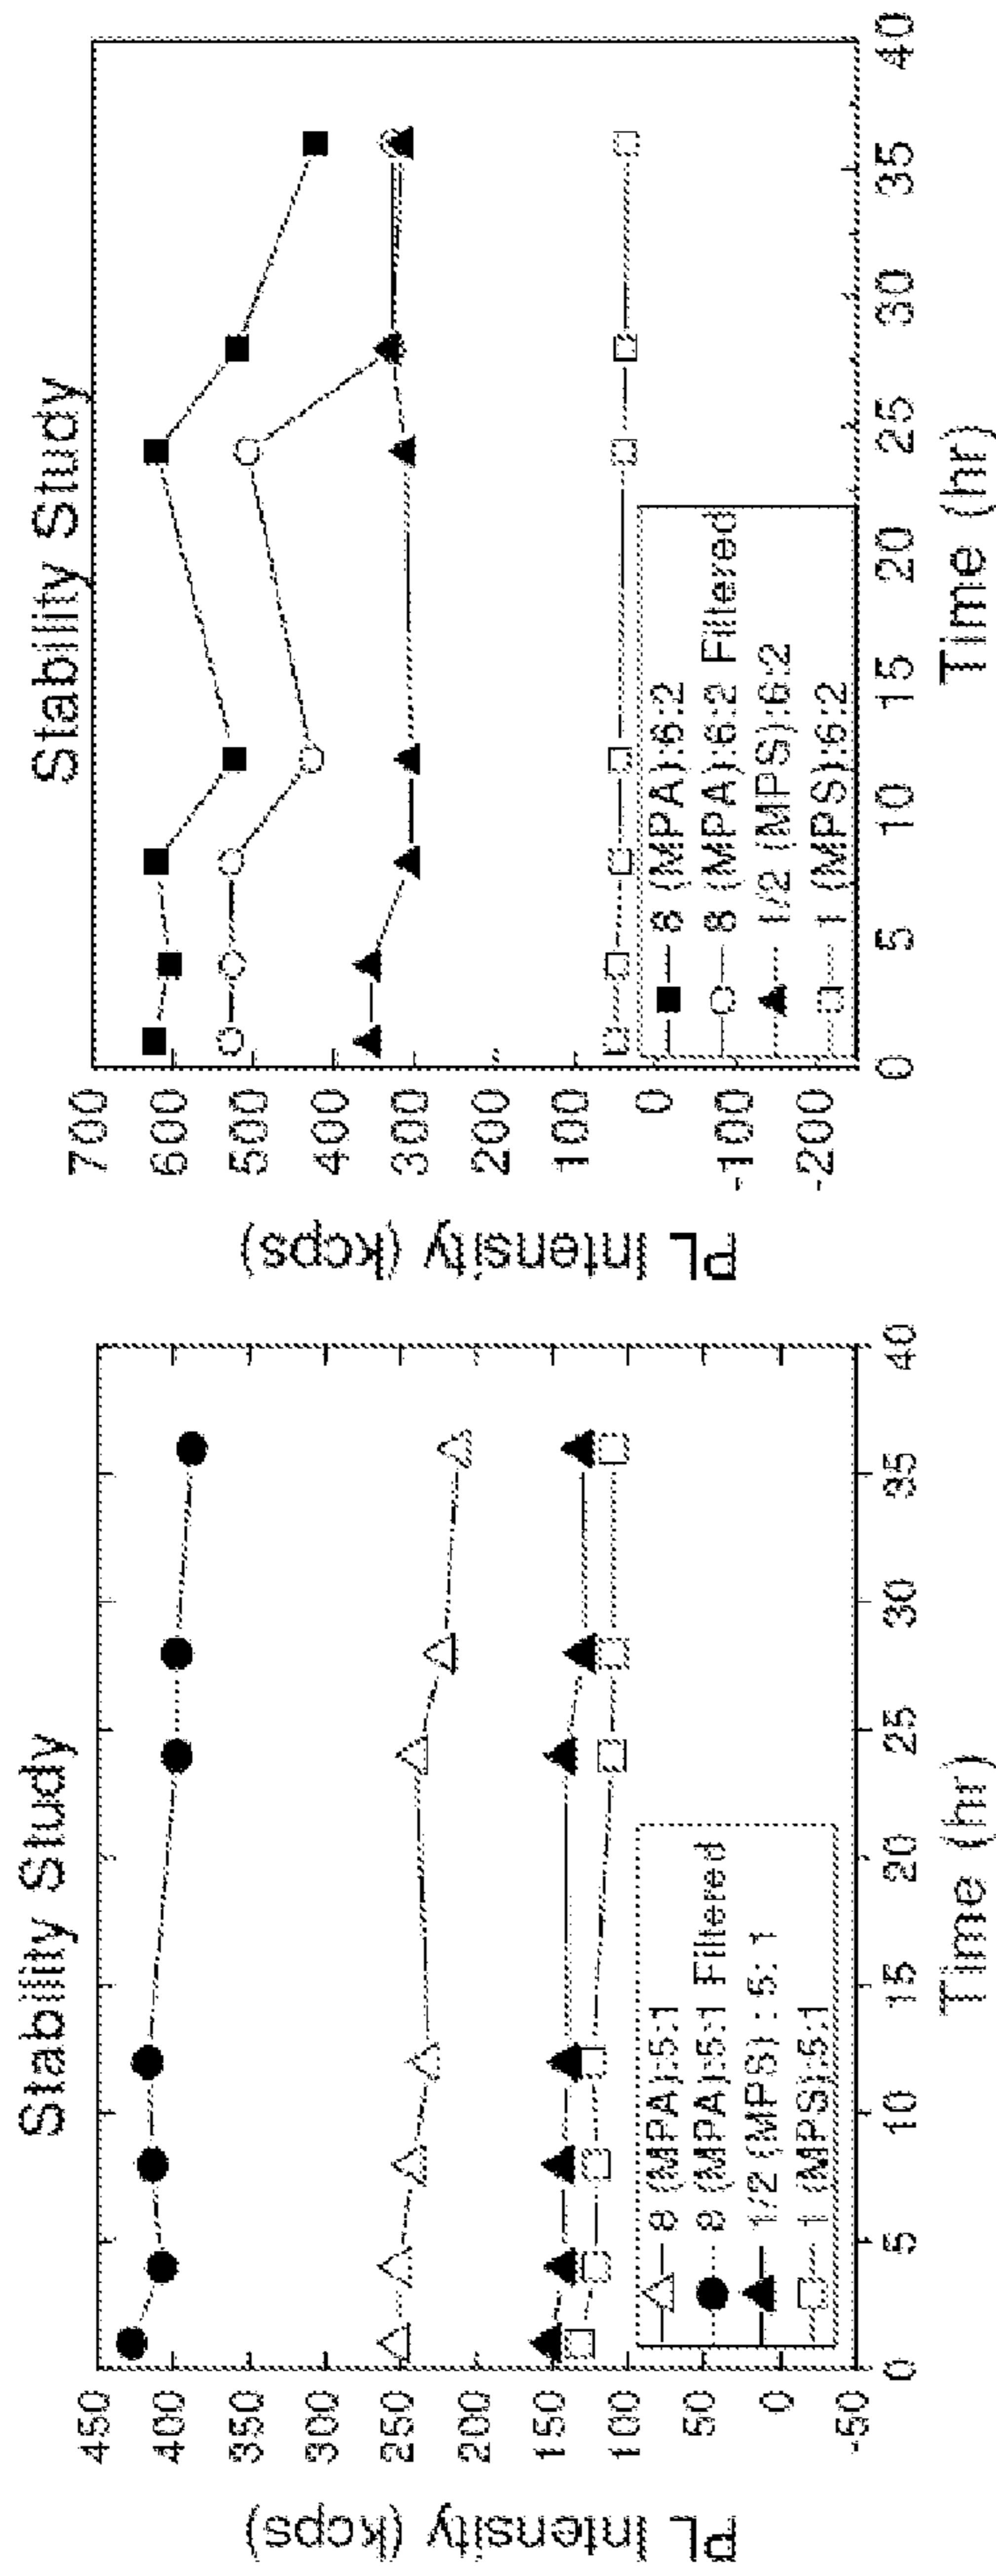 Stability Study
PL Intensity (kcps)
450
400
350
300
250
200
150
100
50
0
-50
8 (MPA):5:1
8 (MPA):5:1 Filtered
1/2 (MPS) : 5: 1
1 (MPS):5:1
0 5 10 15 20 25 30 35 40
Time (hr)
Stability Study
PL Intensity (kcps)
700
600
500
400
300
200
100
0
-100
-200
8 (MPA):6:2
8 (MPA):6:2 Filtered
1/2 (MPS):6:2
1 (MPS):6:2
0 5 10 15 20 25 30 35 40
Time (hr)